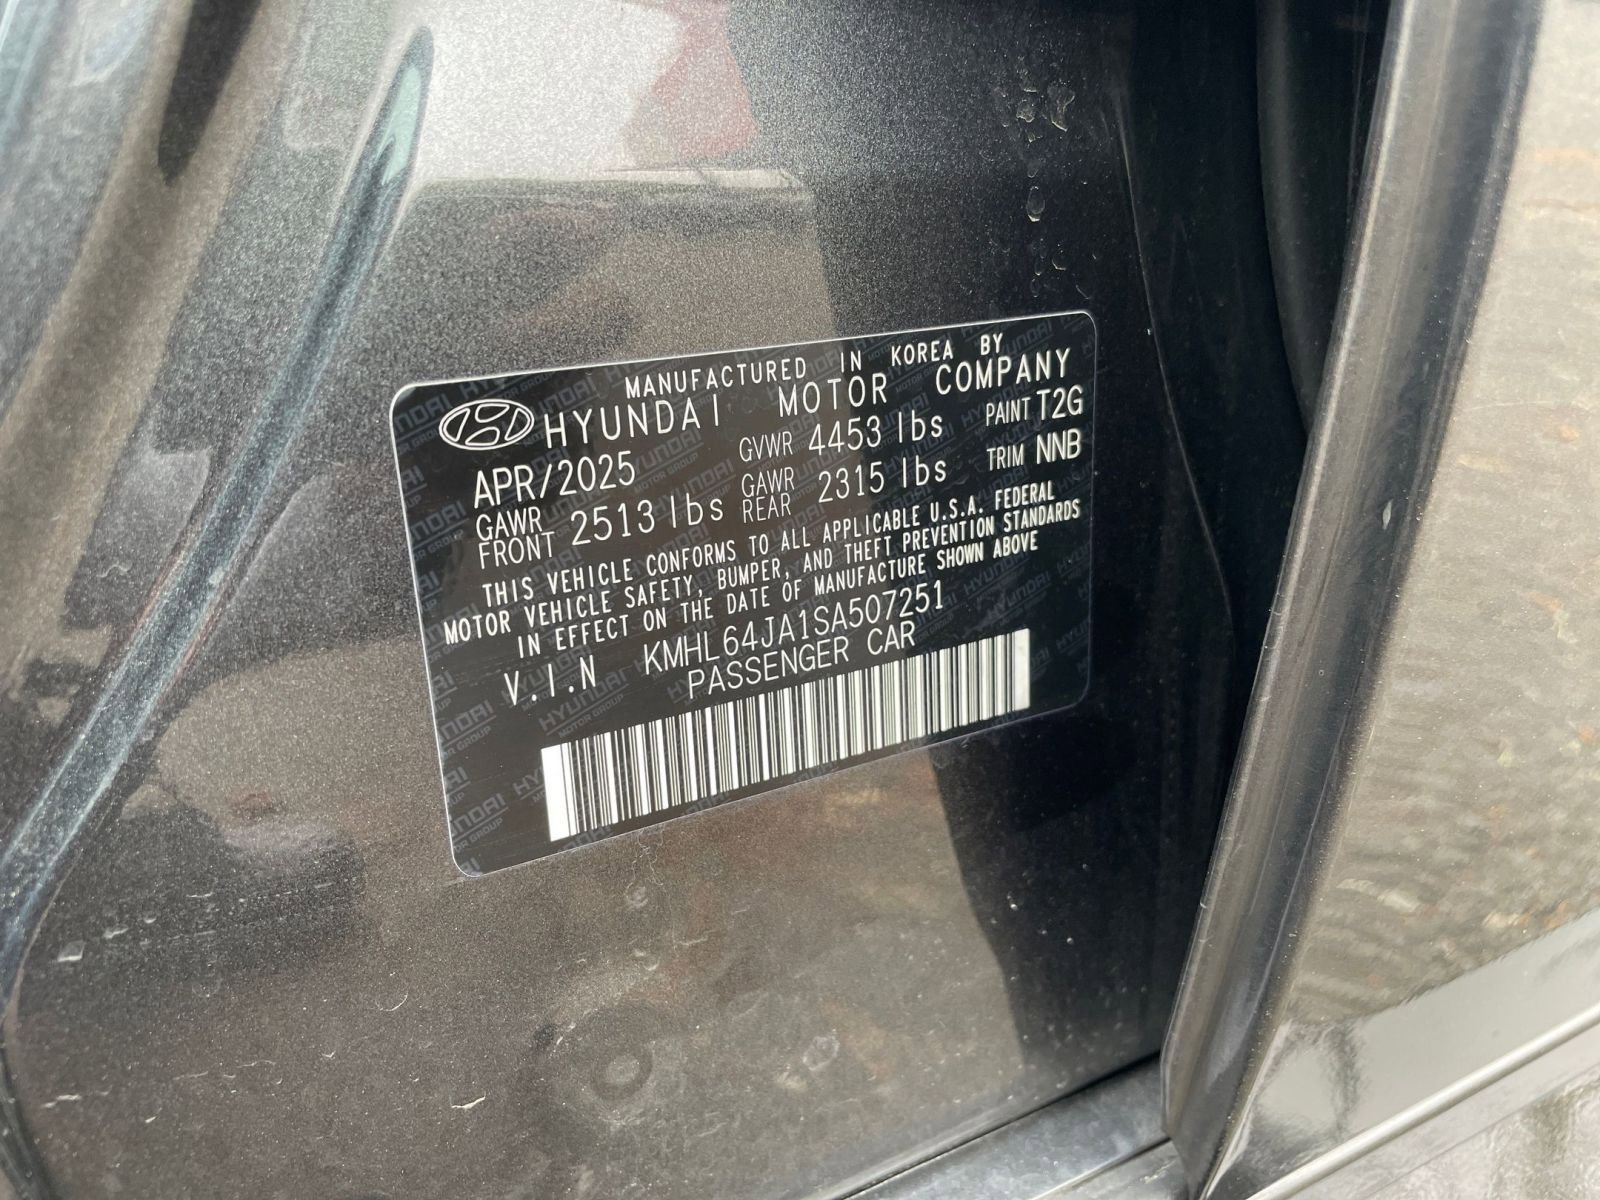 MANUFACTURED IN KOREA BY
HYUNDAI MOTOR COMPANY
APR/2025 GVWR 4453 lbs PAINT T2G
GAWR FRONT 2513 lbs GAWR REAR 2315 lbs TRIM NNB
THIS VEHICLE CONFORMS TO ALL APPLICABLE U.S.A. FEDERAL
MOTOR VEHICLE SAFETY, BUMPER, AND THEFT PREVENTION STANDARDS
IN EFFECT ON THE DATE OF MANUFACTURE SHOWN ABOVE
V.I.N KMHL64JA1SA507251
PASSENGER CAR
HYUNDAI
MOTOR GROUP